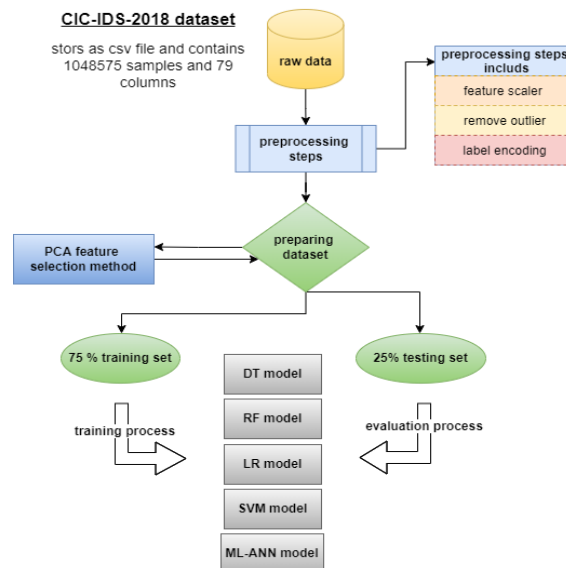 CIC-IDS-2018 dataset
stors as csv file and contains
1048575 samples and 79
columns
raw data
preprocessing steps
includs
feature scaler
remove outlier
label encoding
preprocessing
steps
preparing
dataset
PCA feature
selection method
75 % training set
25% testing set
training process
evaluation process
DT model
RF model
LR model
SVM model
ML-ANN model